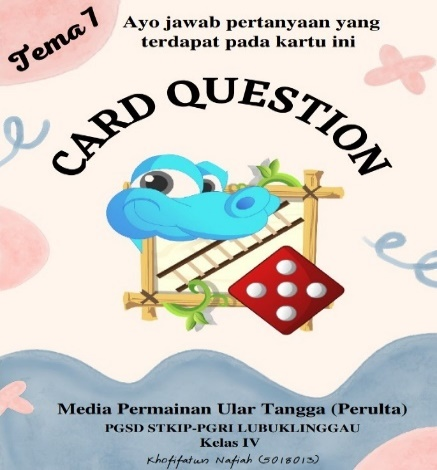 Tema 7
Ayo jawab pertanyaan yang
terdapat pada kartu ini
CARD QUESTION
Media Permainan Ular Tangga (Perulta)
PGSD STKIP-PGRI LUBUKLINGGAU
Kelas IV
Khofifatun Nafiah (5018013)